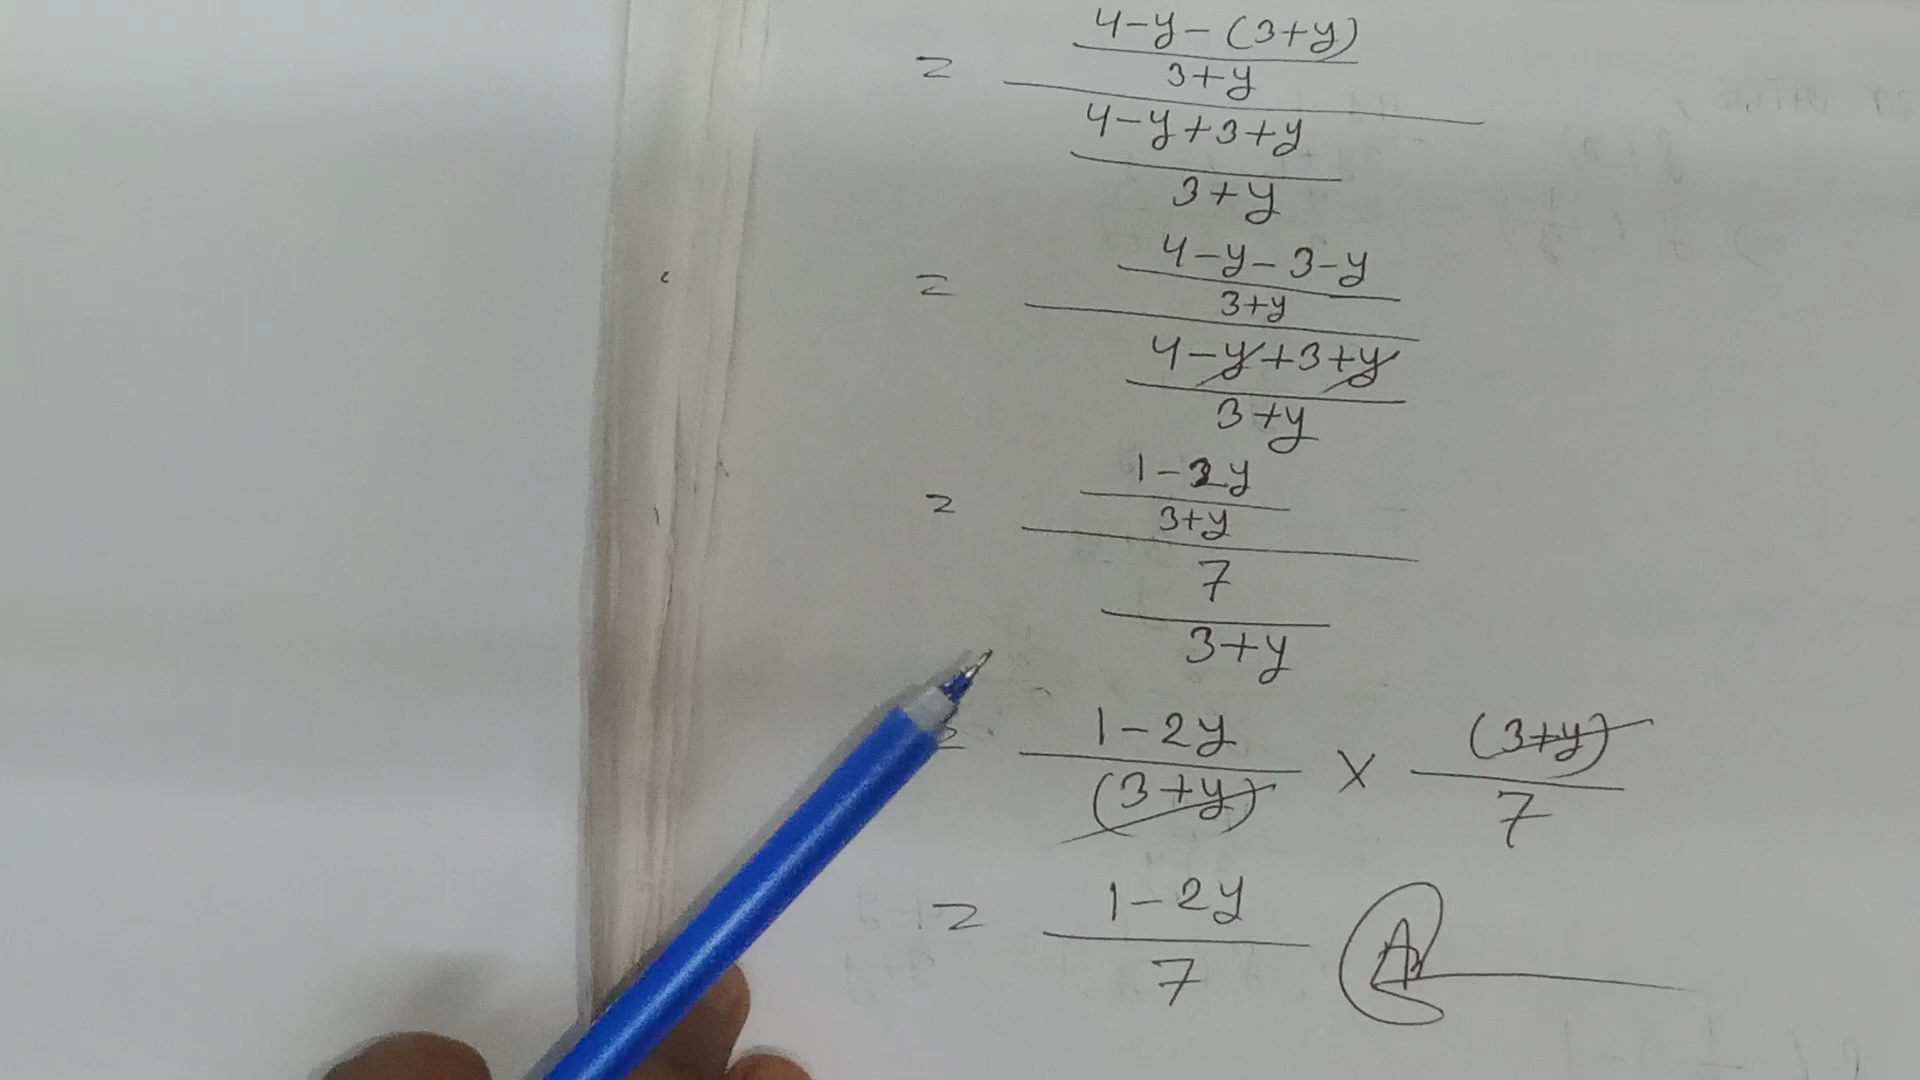 4-y-(3+y)
= 3+y
4-y+3+y
3+y
4-y-3-y
= 3+y
4-y+3+y
3+y
1-2y
= 3+y
7
3+y
= 1-2y × (3+y)
(3+y) 7
= 1-2y
7